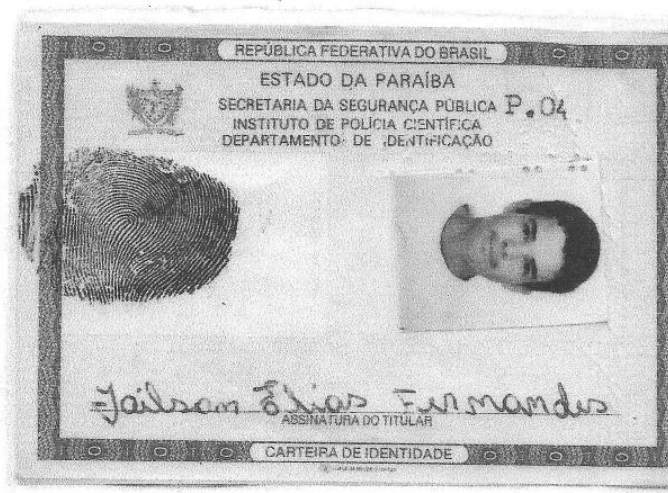 REPÚBLICA FEDERATIVA DO BRASIL
ESTADO DA PARAÍBA
SECRETARIA DA SEGURANÇA PÚBLICA P.04
INSTITUTO DE POLÍCIA CIENTÍFICA
DEPARTAMENTO DE IDENTIFICAÇÃO
Jailson Elias Fernandes
ASSINATURA DO TITULAR
CARTEIRA DE IDENTIDADE